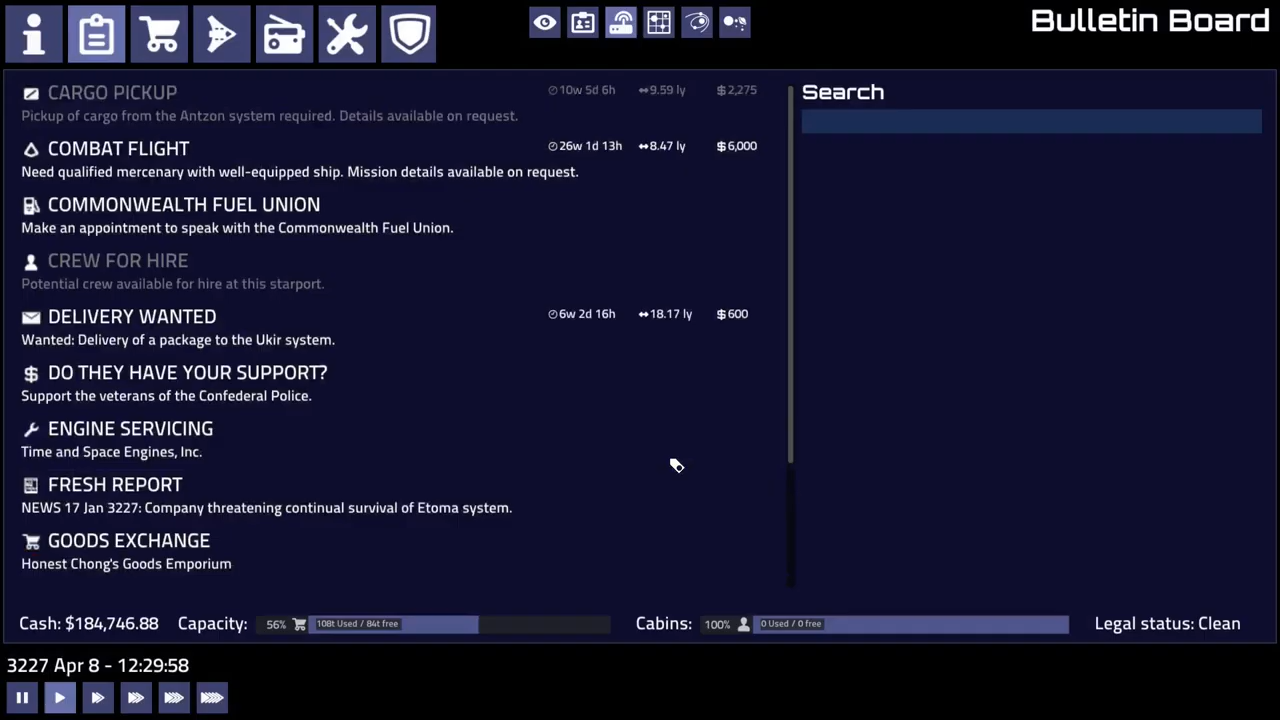 Bulletin Board
CARGO PICKUP 10w 5d 6h 9.59 ly $2,275
Pickup of cargo from the Antzon system required. Details available on request.
COMBAT FLIGHT 26w 1d 13h 8.47 ly $6,000
Need qualified mercenary with well-equipped ship. Mission details available on request.
COMMONWEALTH FUEL UNION
Make an appointment to speak with the Commonwealth Fuel Union.
CREW FOR HIRE
Potential crew available for hire at this starport.
DELIVERY WANTED 6w 2d 16h 18.17 ly $600
Wanted: Delivery of a package to the Ukir system.
DO THEY HAVE YOUR SUPPORT?
Support the veterans of the Confederal Police.
ENGINE SERVICING
Time and Space Engines, Inc.
FRESH REPORT
NEWS 17 Jan 3227: Company threatening continual survival of Etoma system.
GOODS EXCHANGE
Honest Chong's Goods Emporium
Search
Cash: $184,746.88 Capacity: 56% 108t Used / 84t free Cabins: 100% 0 Used / 0 free Legal status: Clean
3227 Apr 8 - 12:29:58